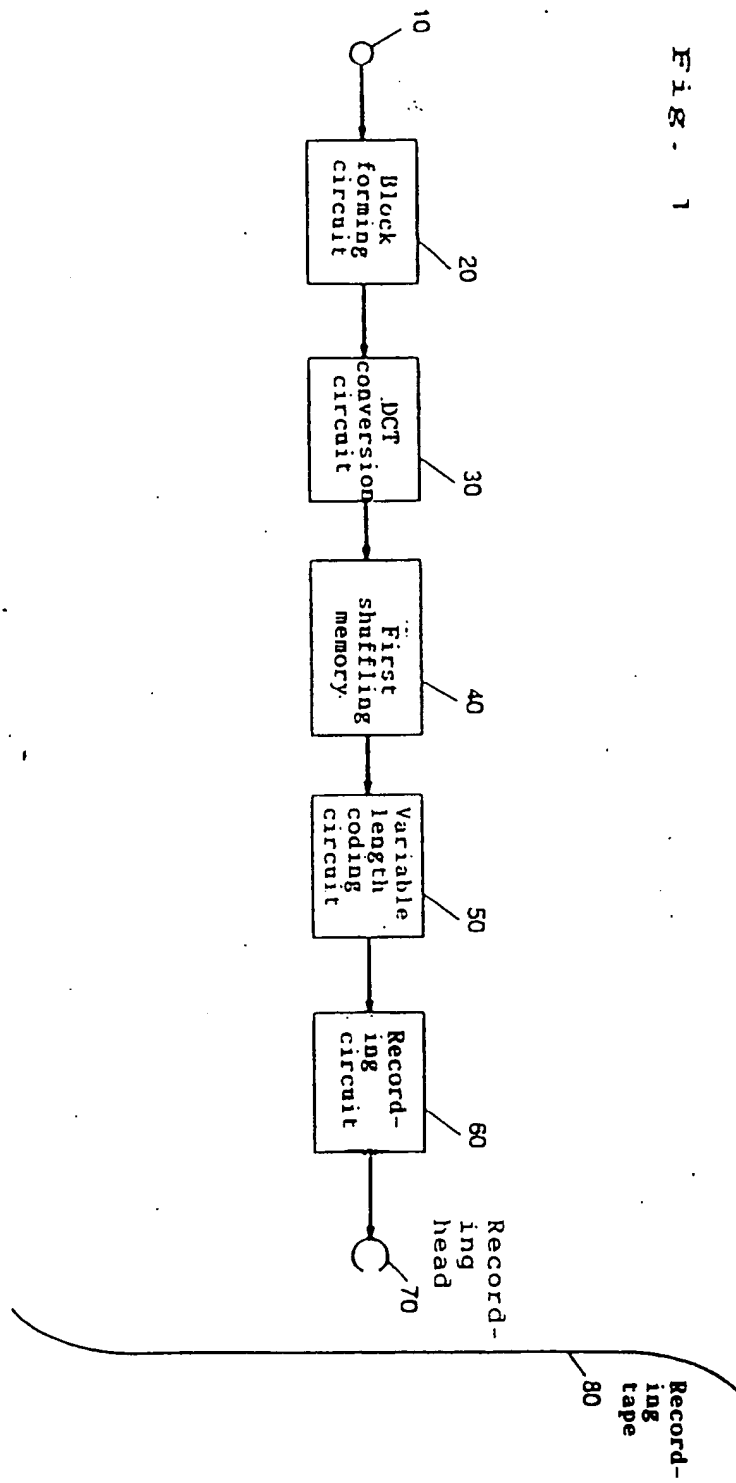 Fig. 1
10
Block
forming
circuit
20
DCT
conversion
circuit
30
First
shuffling
memory
40
Variable
length
coding
circuit
50
Record-
ing
circuit
60
Record-
ing
head
70
Record-
ing
tape
80